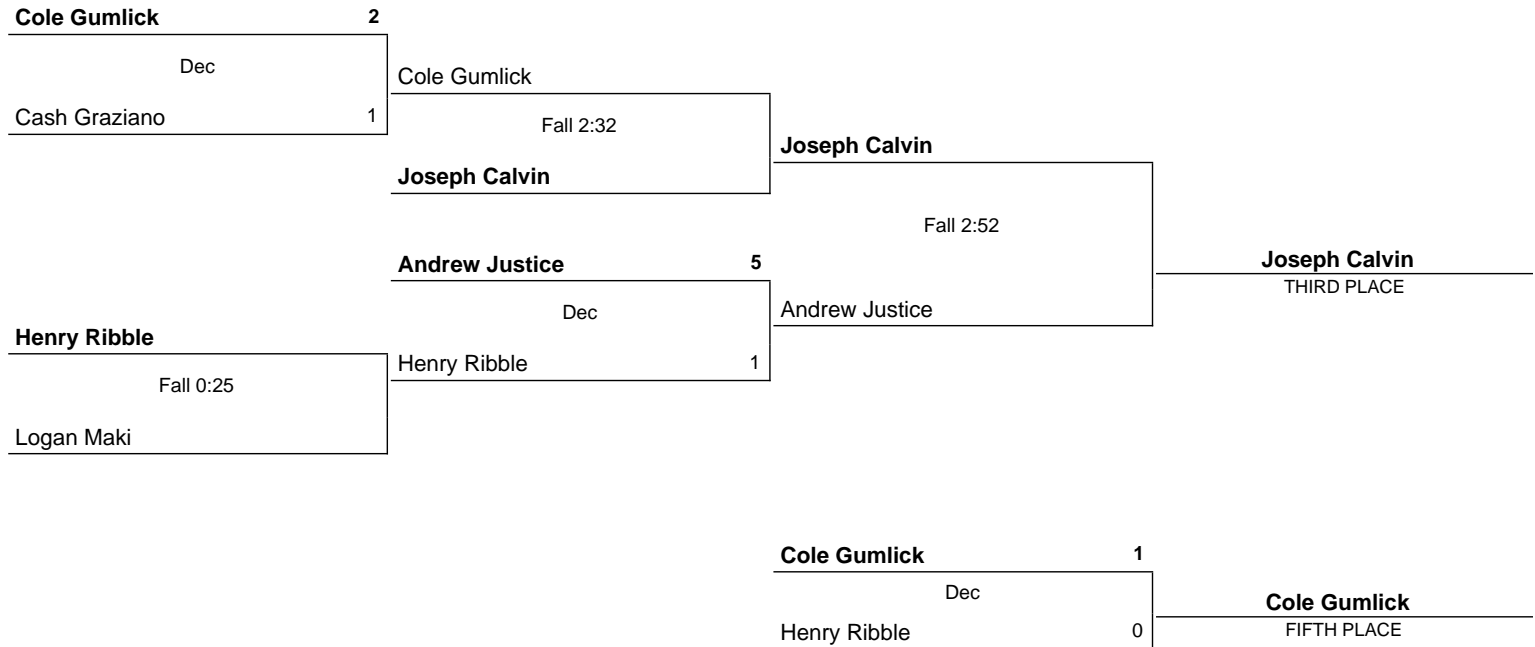 Cole Gumlick 2
Dec
Cash Graziano 1
Cole Gumlick
Fall 2:32
Joseph Calvin
Joseph Calvin
Fall 2:52
Andrew Justice
Andrew Justice 5
Dec
Henry Ribble 1
Henry Ribble
Fall 0:25
Logan Maki
Joseph Calvin
THIRD PLACE
Cole Gumlick 1
Dec
Henry Ribble 0
Cole Gumlick
FIFTH PLACE